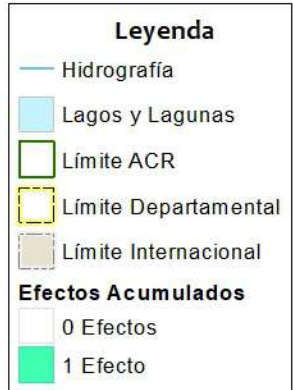 Leyenda
Hidrografía
Lagos y Lagunas
Límite ACR
Límite Departamental
Límite Internacional
Efectos Acumulados
0 Efectos
1 Efecto